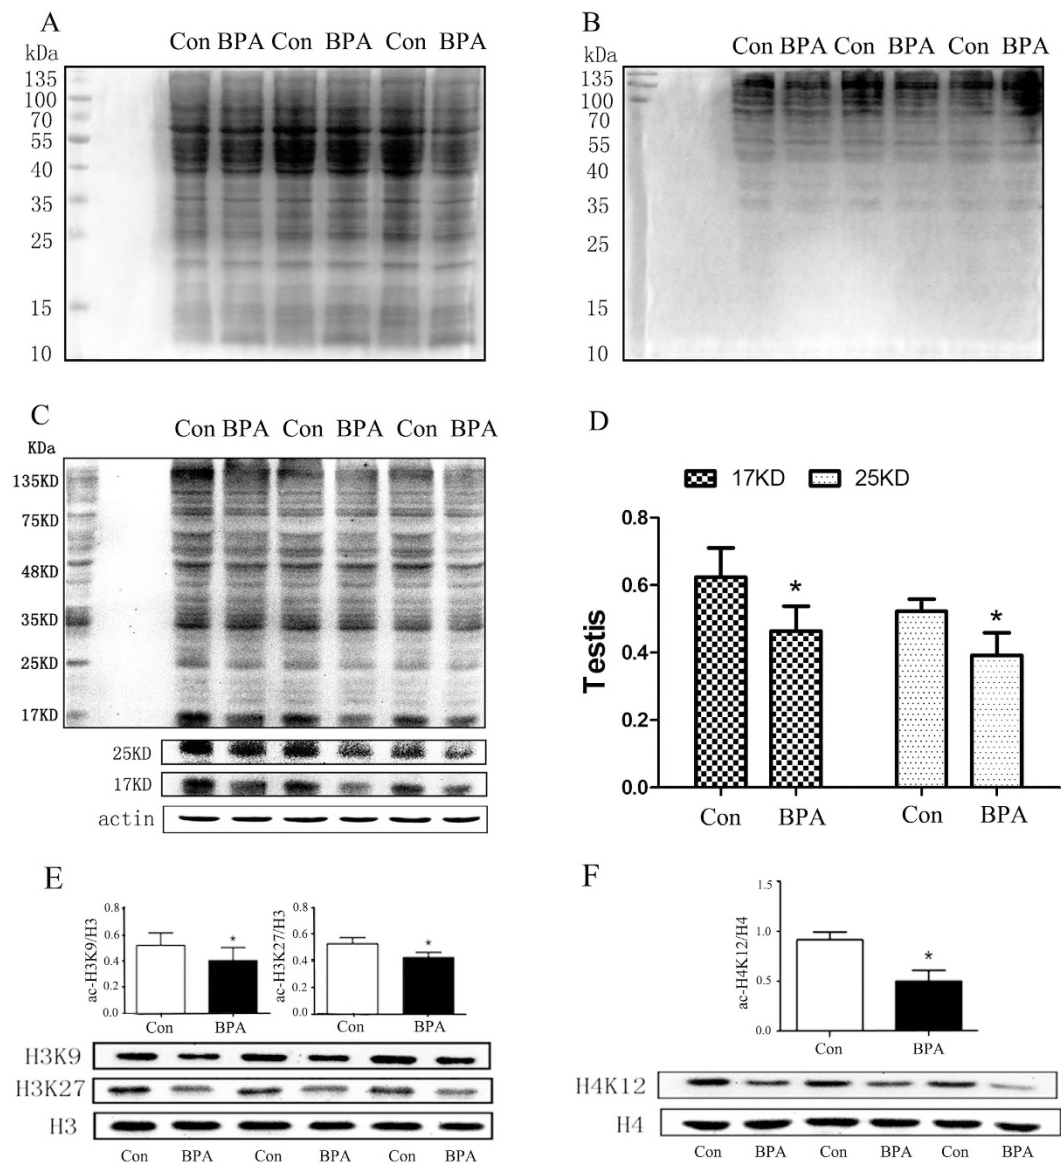 A
kDa
Con BPA Con BPA Con BPA
135
100
70
55
40
35
25
15
10
B
kDa
Con BPA Con BPA Con BPA
135
100
70
55
40
35
25
15
10
C
KDa
Con BPA Con BPA Con BPA
135KD
75KD
48KD
35KD
25KD
17KD
25KD
17KD
actin
D
17KD 25KD
Testis
0.8
0.6
0.4
0.2
0.0
* *
Con BPA Con BPA
E
ac-H3K9/H3
0.8
0.6
0.4
0.2
0.0
*
Con BPA
ac-H3K27/H3
0.8
0.6
0.4
0.2
0.0
*
Con BPA
H3K9
H3K27
H3
Con BPA Con BPA Con BPA
F
ac-H4K12/H4
1.5
1.0
0.5
0.0
*
Con BPA
H4K12
H4
Con BPA Con BPA Con BPA